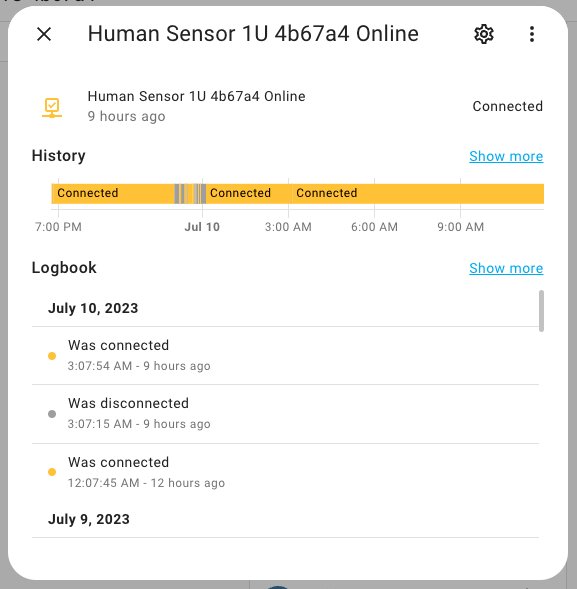 Human Sensor 1U 4b67a4 Online
Human Sensor 1U 4b67a4 Online
9 hours ago
Connected
History
Show more
Connected Connected Connected
7:00 PM Jul 10 3:00 AM 6:00 AM 9:00 AM
Logbook
Show more
July 10, 2023
Was connected
3:07:54 AM - 9 hours ago
Was disconnected
3:07:15 AM - 9 hours ago
Was connected
12:07:45 AM - 12 hours ago
July 9, 2023